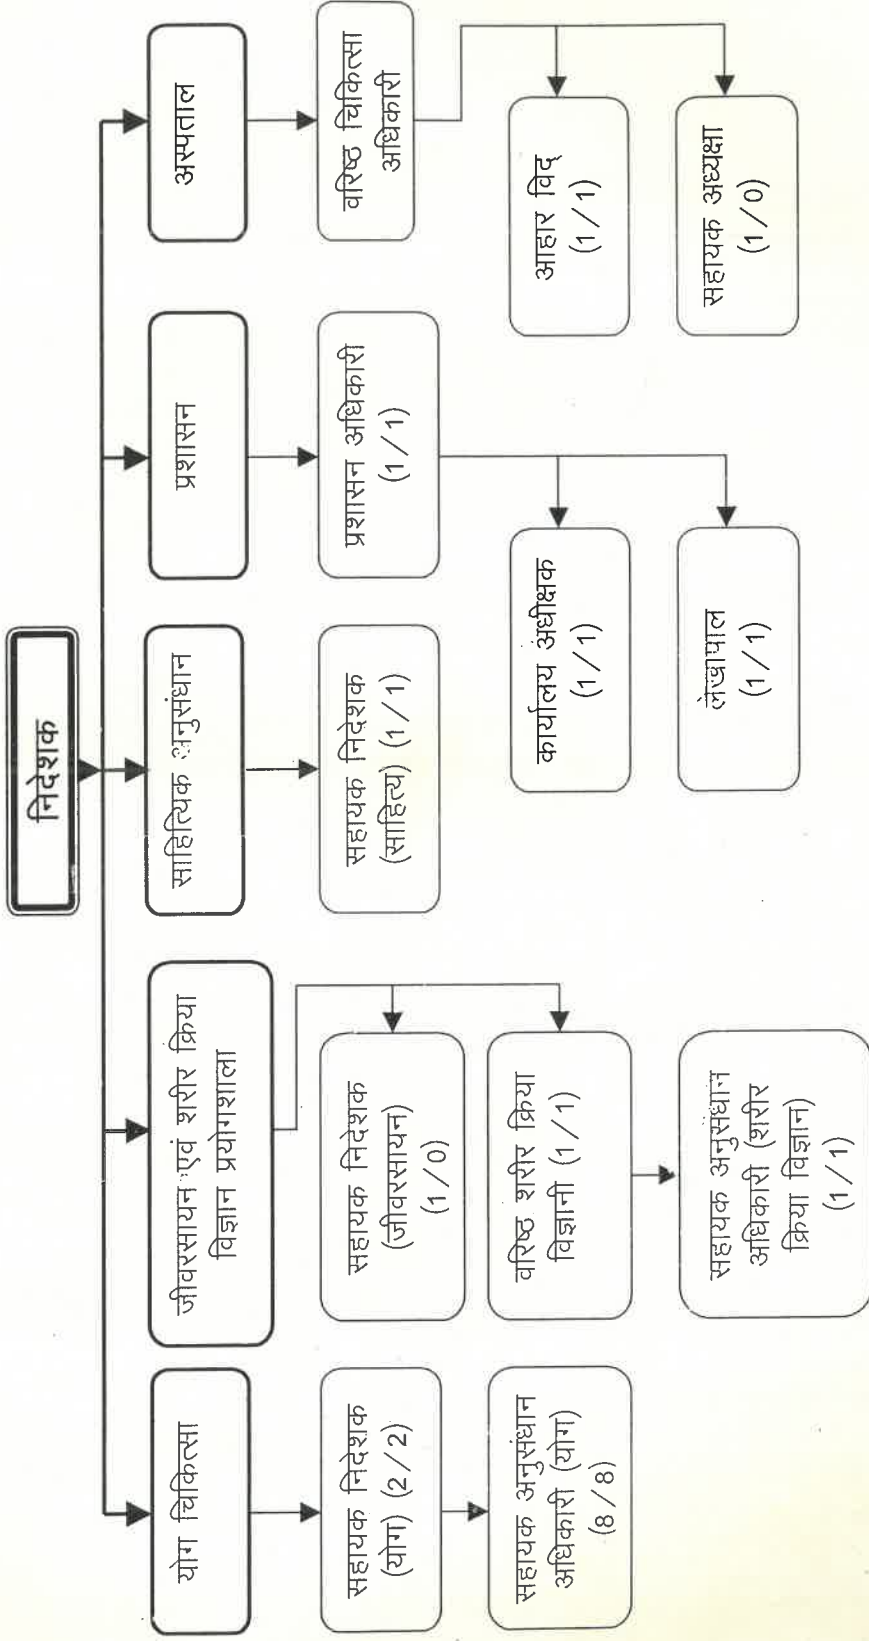 निदेशक
योग चिकित्सा
जीवरसायन एवं शरीर क्रिया
विज्ञान प्रयोगशाला
साहित्यिक अनुसंधान
प्रशासन
अस्पताल
सहायक निदेशक
(योग) (2/2)
सहायक निदेशक
(जीवरसायन)
(1/0)
सहायक निदेशक
(साहित्य) (1/1)
प्रशासन अधिकारी
(1/1)
वरिष्ठ चिकित्सा
अधिकारी
सहायक अनुसंधान
अधिकारी (योग)
(8/8)
वरिष्ठ शरीर क्रिया
विज्ञानी (1/1)
कार्यालय अधीक्षक
(1/1)
आहार विद्
(1/1)
सहायक अनुसंधान
अधिकारी (शरीर
क्रिया विज्ञान)
(1/1)
लेखापाल
(1/1)
सहायक अध्यक्षा
(1/0)